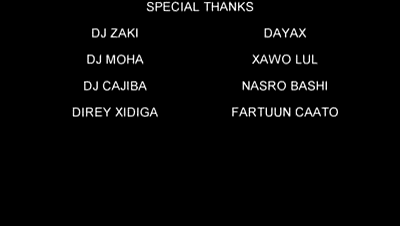 SPECIAL THANKS
DJ ZAKI DAYAX
DJ MOHA XAWO LUL
DJ CAJIBA NASRO BASHI
DIREY XIDIGA FARTUUN CAATO